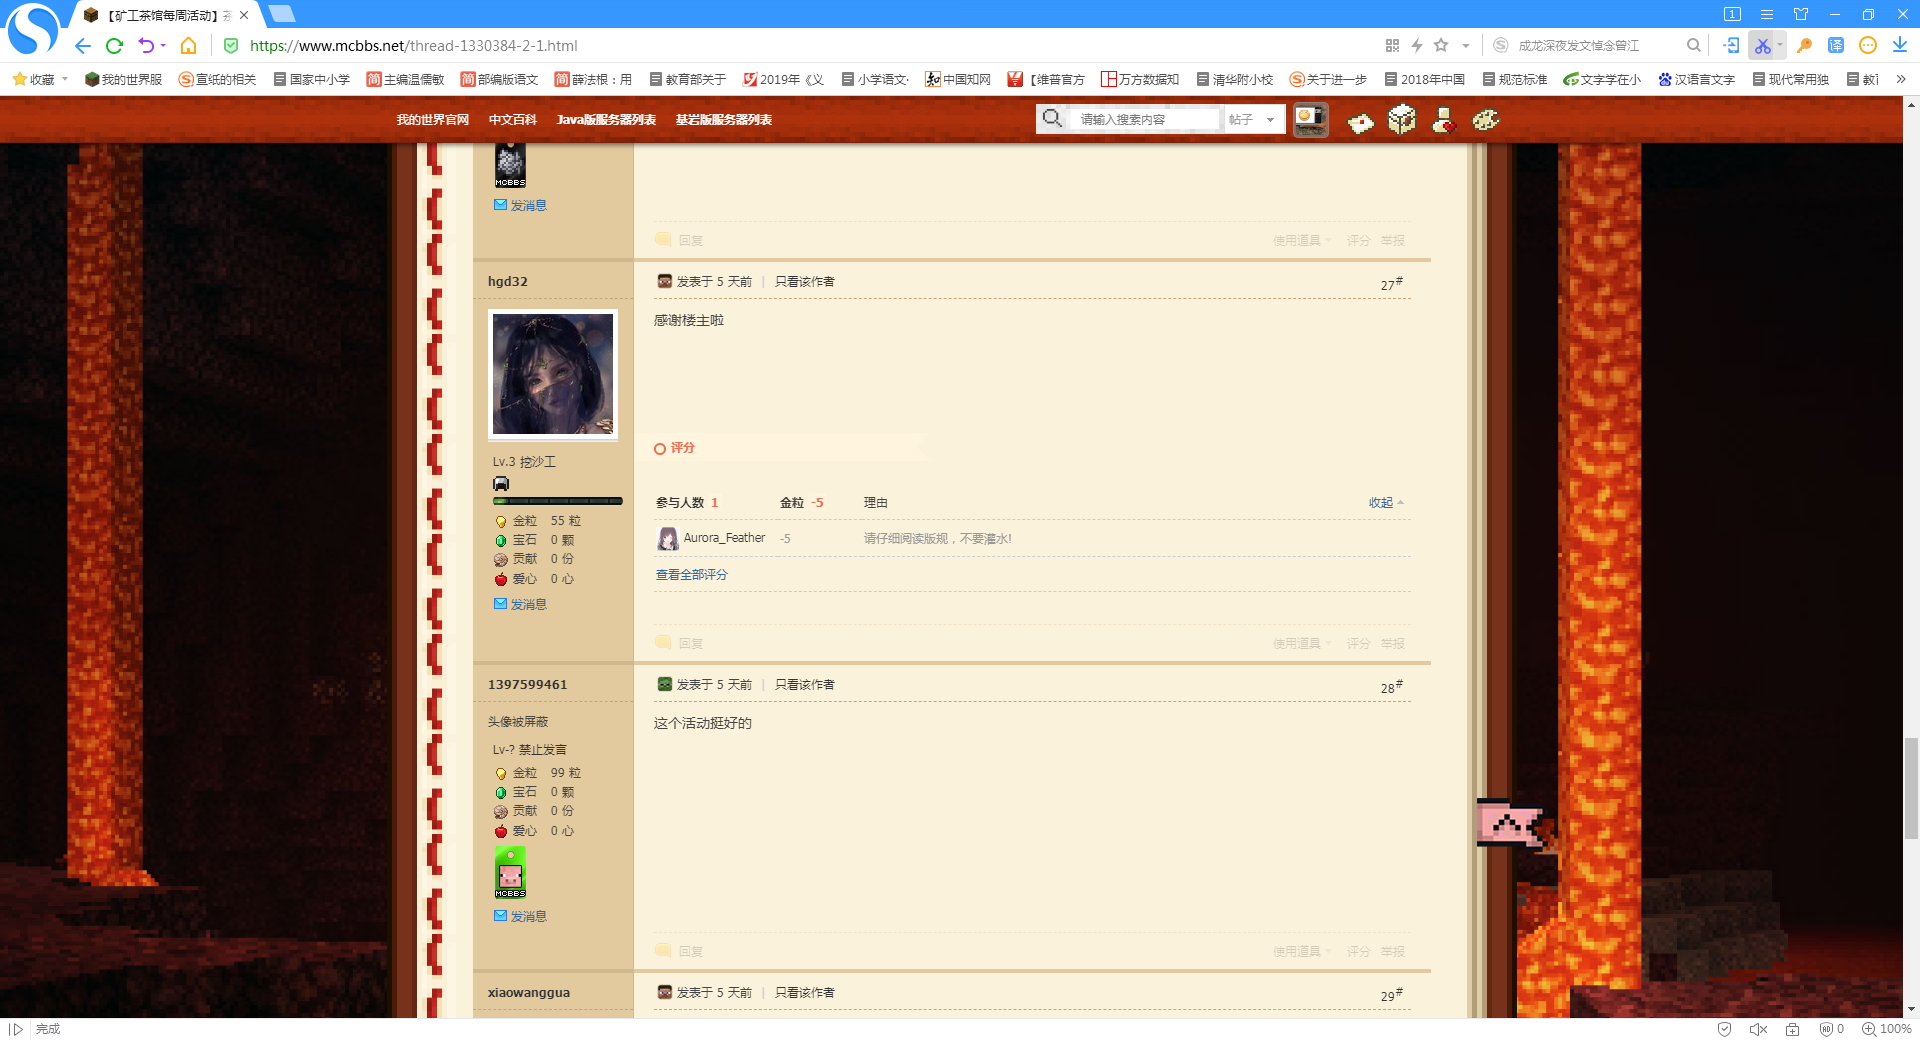 【矿工茶馆每周活动】
1
https://www.mcbbs.net/thread-1330384-2-1.html
成龙深夜发文悼念曾江
译
收藏
我的世界服
宣纸的相关
国家中小学
简 主编温儒敏
简 部编版语文
简 薛法根：用
教育部关于
2019年《义
小学语文·
知 中国知网
【维普官方
万方数据知
清华附小校
关于进一步
2018年中国
规范标准
文字学在小
汉语言文字
现代常用独
我的世界官网
中文百科
Java版服务器列表
基岩版服务器列表
请输入搜索内容
帖子
MCBBS
发消息
回复
使用道具
评分
举报
hgd32
发表于 5 天前 | 只看该作者
27#
感谢楼主啦
Lv.3 挖沙工
金粒 55 粒
宝石 0 颗
贡献 0 份
爱心 0 心
发消息
评分
参与人数 1
金粒 -5
理由
收起
Aurora_Feather
-5
请仔细阅读版规，不要灌水!
查看全部评分
回复
使用道具
评分
举报
1397599461
发表于 5 天前 | 只看该作者
28#
头像被屏蔽
这个活动挺好的
Lv-? 禁止发言
金粒 99 粒
宝石 0 颗
贡献 0 份
爱心 0 心
MCBBS
发消息
回复
使用道具
评分
举报
xiaowanggua
发表于 5 天前 | 只看该作者
29#
完成
AD 0
100%